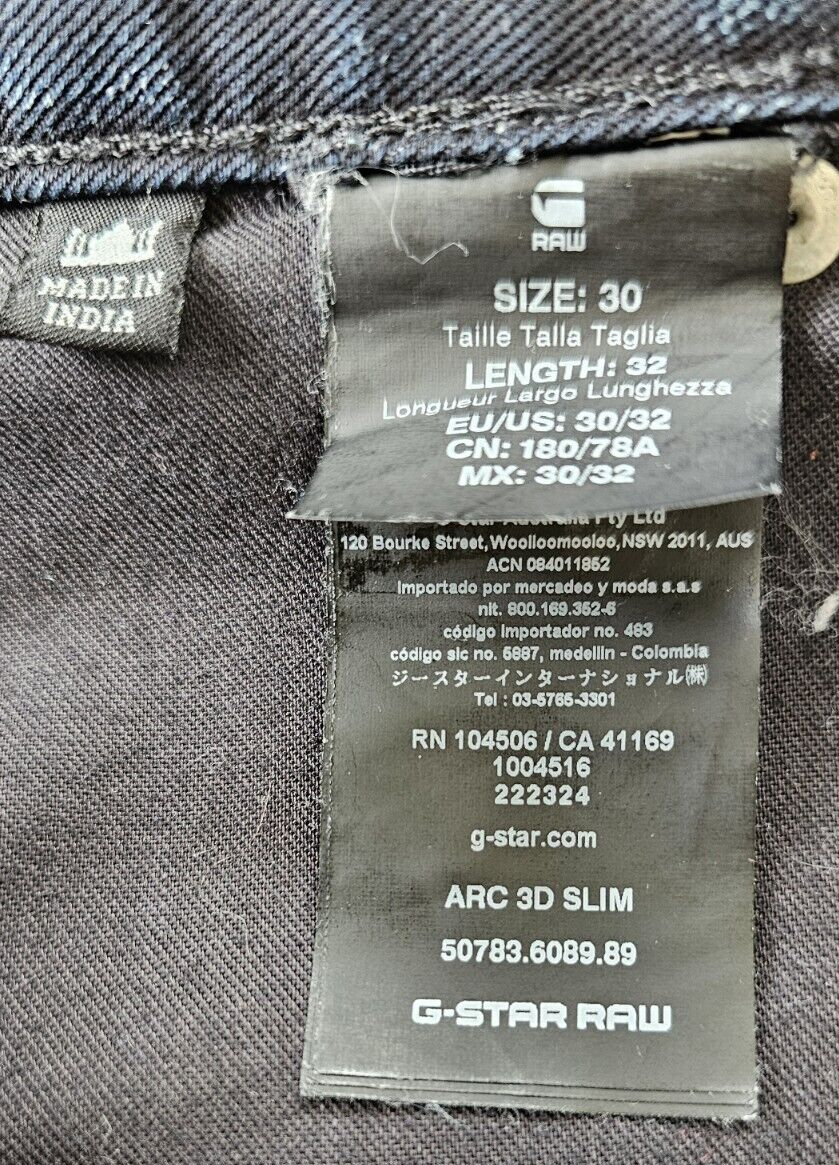 MADE IN
INDIA
RAW
SIZE: 30
Taille Talla Taglia
LENGTH: 32
Longueur Largo Lunghezza
EU/US: 30/32
CN: 180/78A
MX: 30/32
Pty Ltd
120 Bourke Street,Woolloomooloo,NSW 2011, AUS
ACN 084011852
Importado por mercadeo y moda s.a.s
nit. 800.169.352-6
código importador no. 463
código sic no. 5887, medellin - Colombia
ジースターインターナショナル㈱
Tel : 03-5765-3301
RN 104506 / CA 41169
1004516
222324
g-star.com
ARC 3D SLIM
50783.6089.89
G-STAR RAW